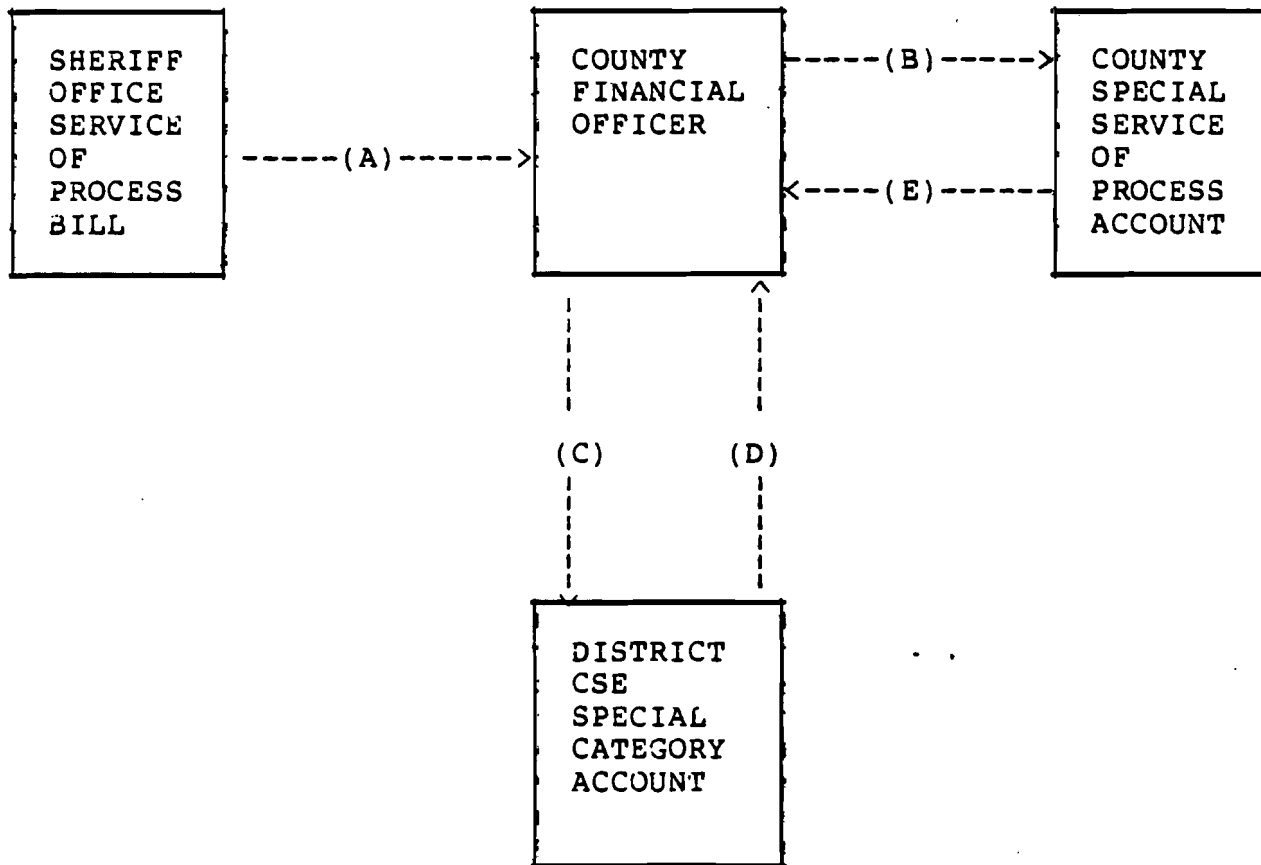 SHERIFF
OFFICE
SERVICE
OF
PROCESS
BILL
-----(A)------>
COUNTY
FINANCIAL
OFFICER
-----(B)------>
<-----(E)------
COUNTY
SPECIAL
SERVICE
OF
PROCESS
ACCOUNT
(C)
(D)
DISTRICT
CSE
SPECIAL
CATEGORY
ACCOUNT